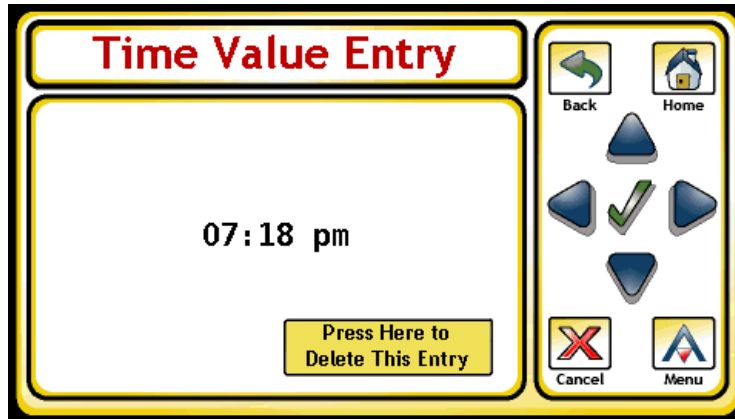 Time Value Entry
07:18 pm
Press Here to
Delete This Entry
Back
Home
Cancel
Menu